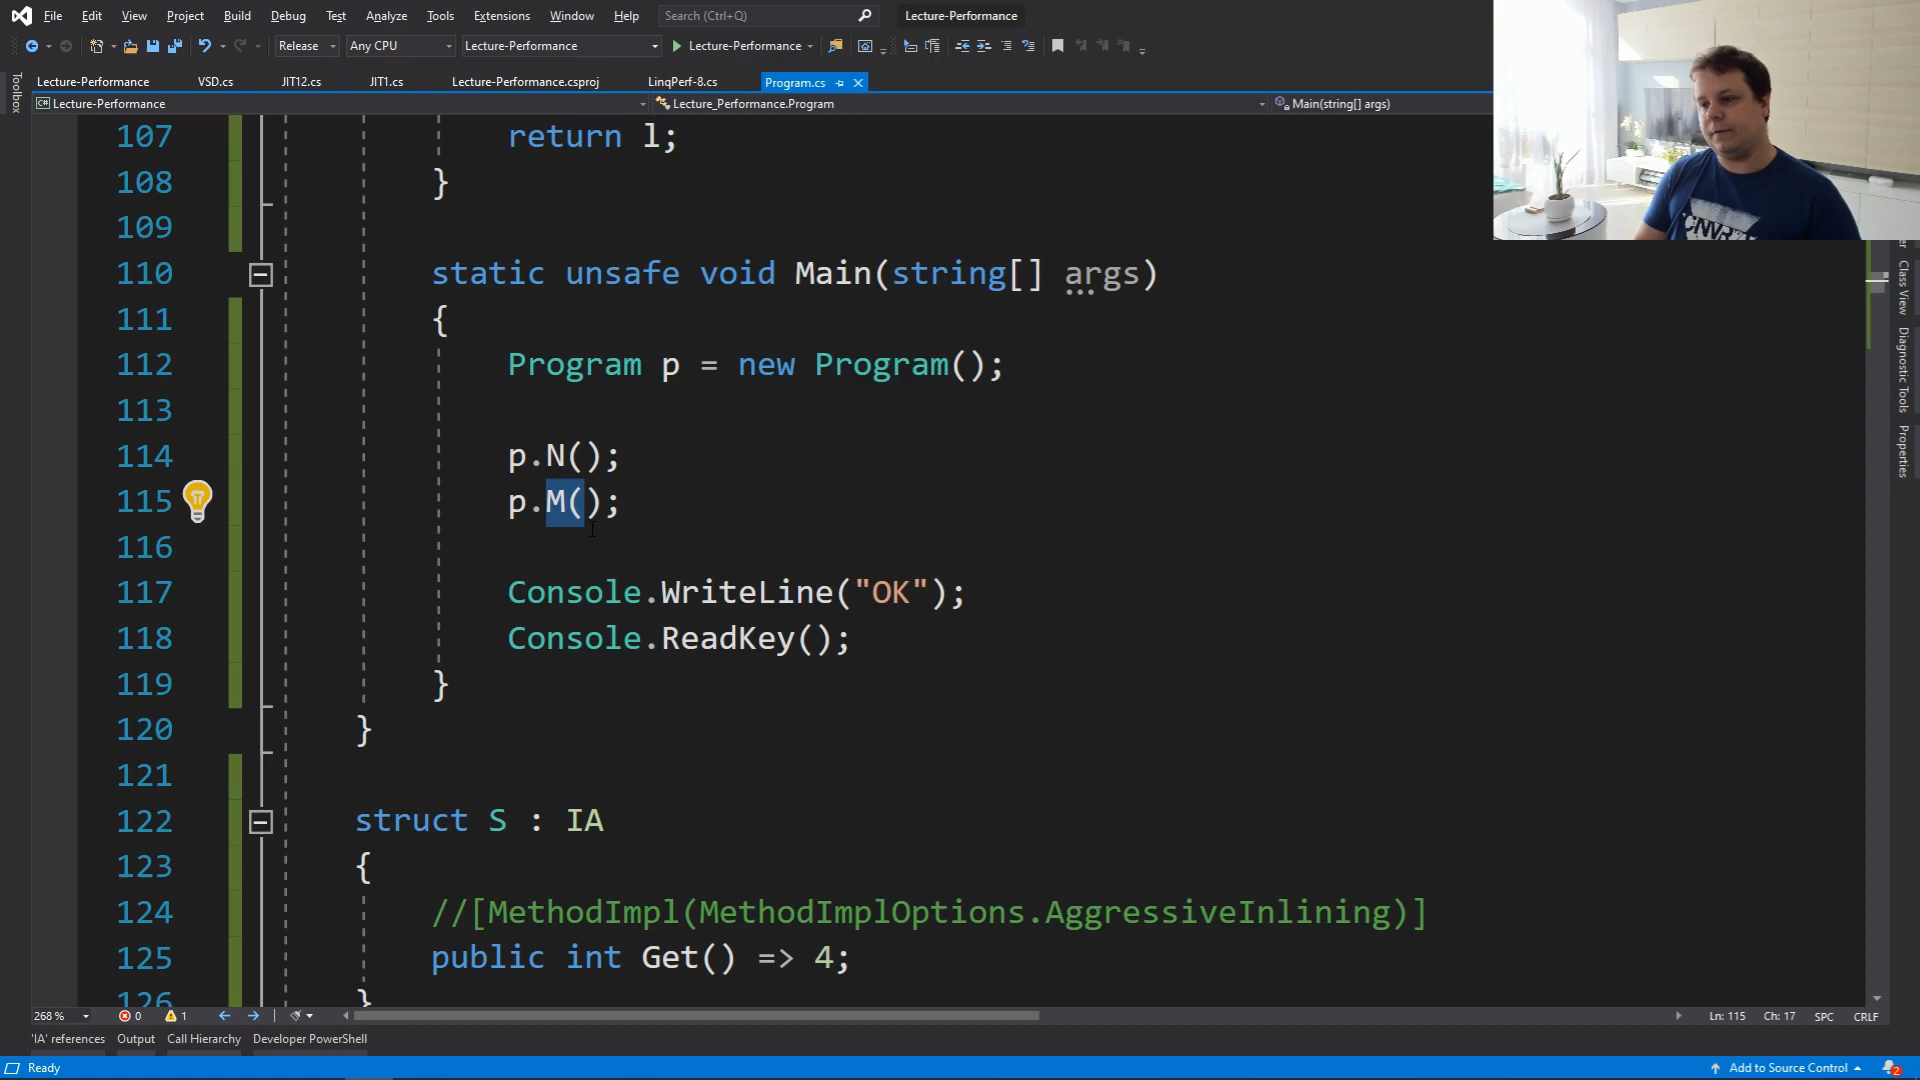 File Edit View Project Build Debug Test Analyze Tools Extensions Window Help Search (Ctrl+Q) Lecture-Performance
Release Any CPU Lecture-Performance Lecture-Performance
Lecture-Performance VSD.cs JIT12.cs JIT1.cs Lecture-Performance.csproj LinqPerf-8.cs Program.cs
C# Lecture-Performance Lecture_Performance.Program Main(string[] args)
Toolbox
107 return l;
108 }
109
110 static unsafe void Main(string[] args)
111 {
112 Program p = new Program();
113
114 p.N();
115 p.M();
116
117 Console.WriteLine("OK");
118 Console.ReadKey();
119 }
120 }
121
122 struct S : IA
123 {
124 //[MethodImpl(MethodImplOptions.AggressiveInlining)]
125 public int Get() => 4;
126 }
Class View
Diagnostic Tools
Properties
268 % 0 1 Ln: 115 Ch: 17 SPC CRLF
'IA' references Output Call Hierarchy Developer PowerShell
Ready Add to Source Control 2